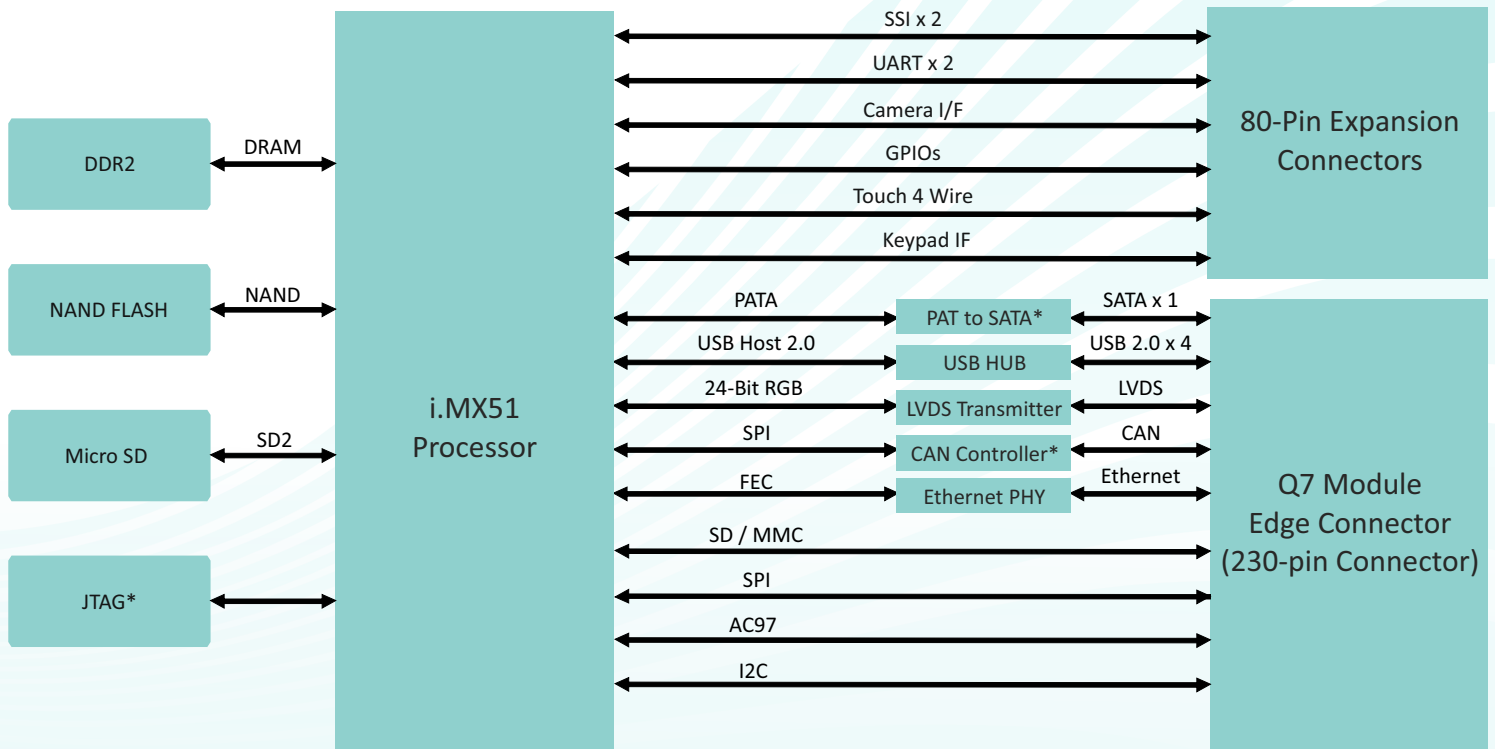 SSI x 2
UART x 2
Camera I/F
GPIOs
Touch 4 Wire
Keypad IF
80-Pin Expansion
Connectors
DDR2
DRAM
NAND FLASH
NAND
Micro SD
SD2
JTAG*
i.MX51
Processor
PATA
PAT to SATA*
SATA x 1
USB Host 2.0
USB HUB
USB 2.0 x 4
24-Bit RGB
LVDS Transmitter
LVDS
SPI
CAN Controller*
CAN
FEC
Ethernet PHY
Ethernet
SD / MMC
SPI
AC97
I2C
Q7 Module
Edge Connector
(230-pin Connector)